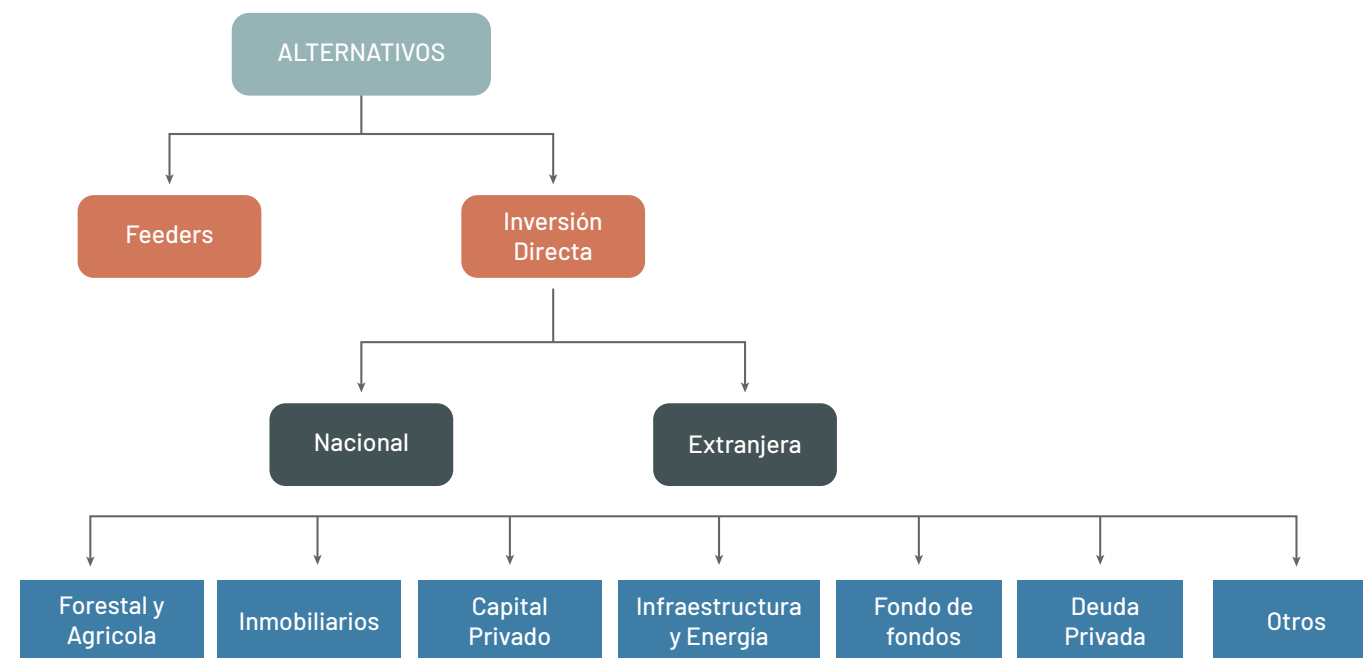 ALTERNATIVOS
Feeders
Inversión
Directa
Nacional
Extranjera
Forestal y
Agricola
Inmobiliarios
Capital
Privado
Infraestructura
y Energía
Fondo de
fondos
Deuda
Privada
Otros